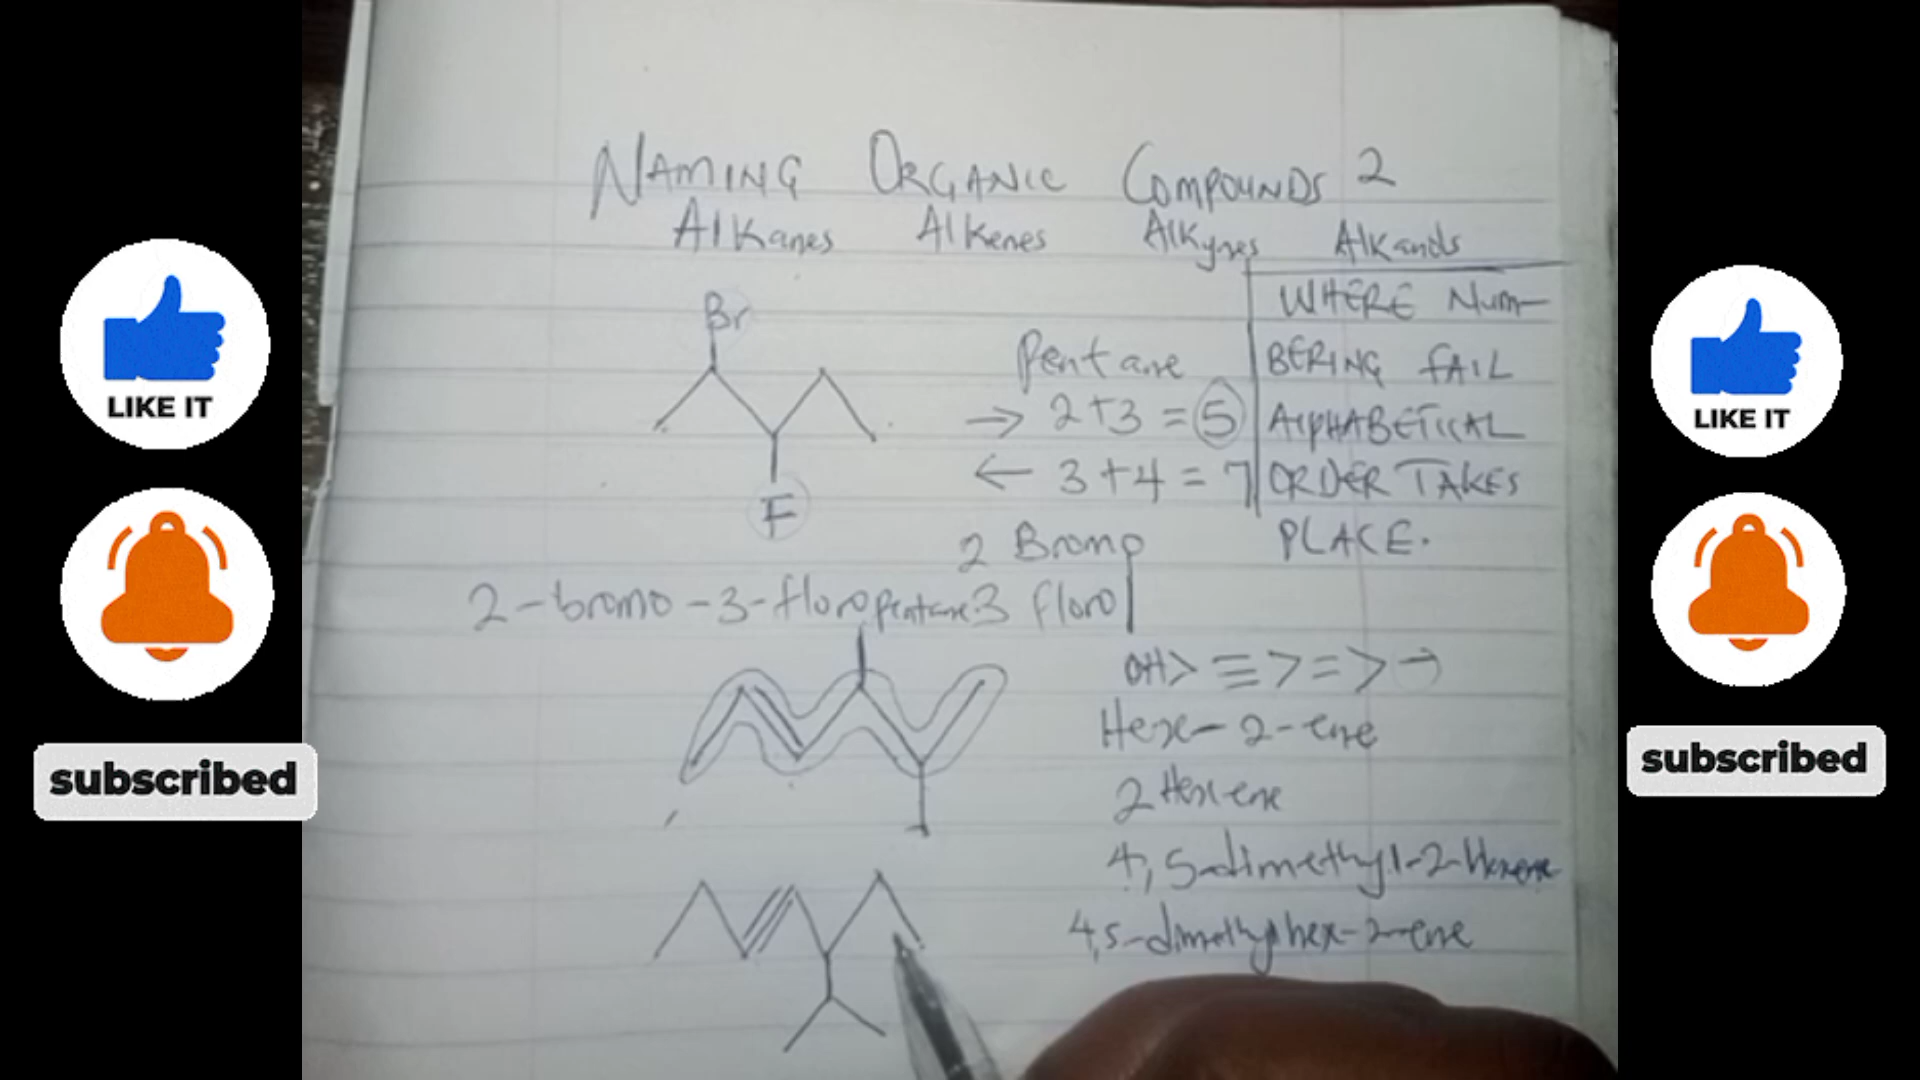 NAMING ORGANIC COMPOUNDS 2
Alkanes Alkenes Alkynes Alkanols
WHERE NUM-
BERING FAIL
ALPHABETICAL
ORDER TAKES
PLACE.
Br
F
Pentane
→ 2+3 = 5
← 3+4 = 7
2 Bromo
3 floro
2-bromo-3-floropentane
OH> ≡ > = > -
Hexe-2-ene
2 Hexene
4,5-dimethyl-2-Hexene
4,5-dimethylhex-2-ene
LIKE IT
subscribed
LIKE IT
subscribed